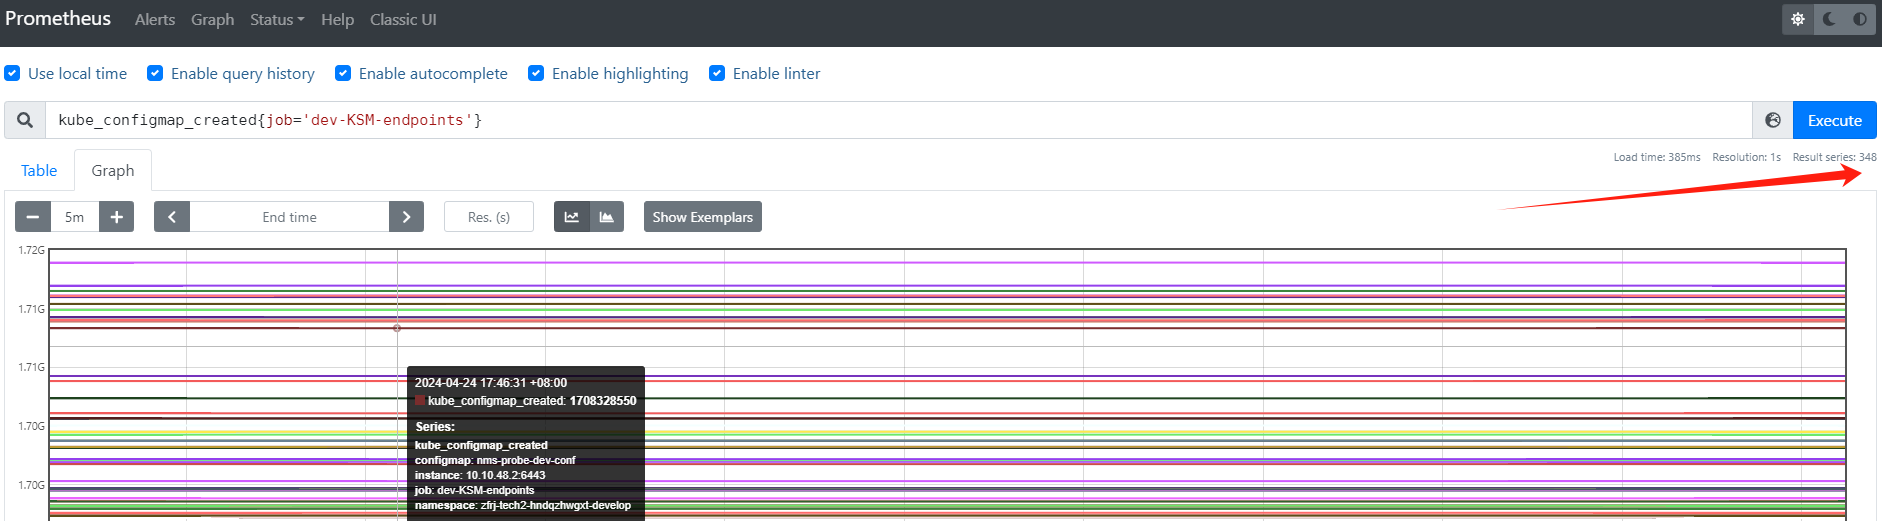 Prometheus Alerts Graph Status Help Classic UI
Use local time Enable query history Enable autocomplete Enable highlighting Enable linter
kube_configmap_created{job='dev-KSM-endpoints'} Execute
Load time: 385ms Resolution: 1s Result series: 348
Table Graph
5m End time Res. (s) Show Exemplars
1.72G
1.71G
1.71G
2024-04-24 17:46:31 +08:00
kube_configmap_created: 1708328550
1.70G
Series:
kube_configmap_created
configmap: nms-probe-dev-conf
instance: 10.10.48.2:6443
1.70G
job: dev-KSM-endpoints
namespace: zfrj-tech2-hndqzhwgxt-develop